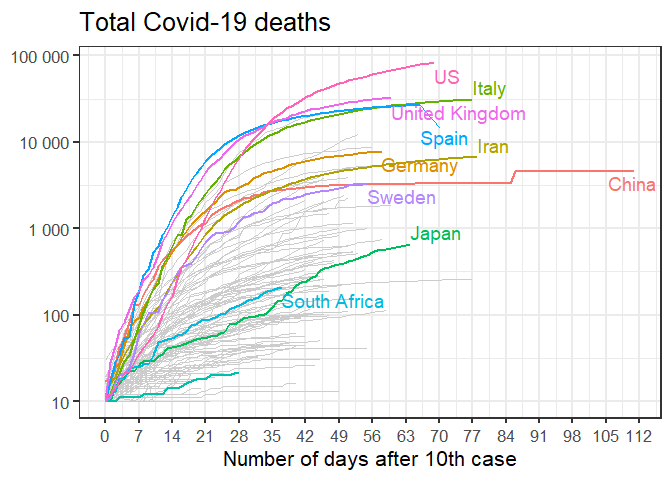 Total Covid-19 deaths
100 000
10 000
1 000
100
10
US
Italy
United Kingdom
Spain
Iran
Germany
China
Sweden
Japan
South Africa
0 7 14 21 28 35 42 49 56 63 70 77 84 91 98 105 112
Number of days after 10th case